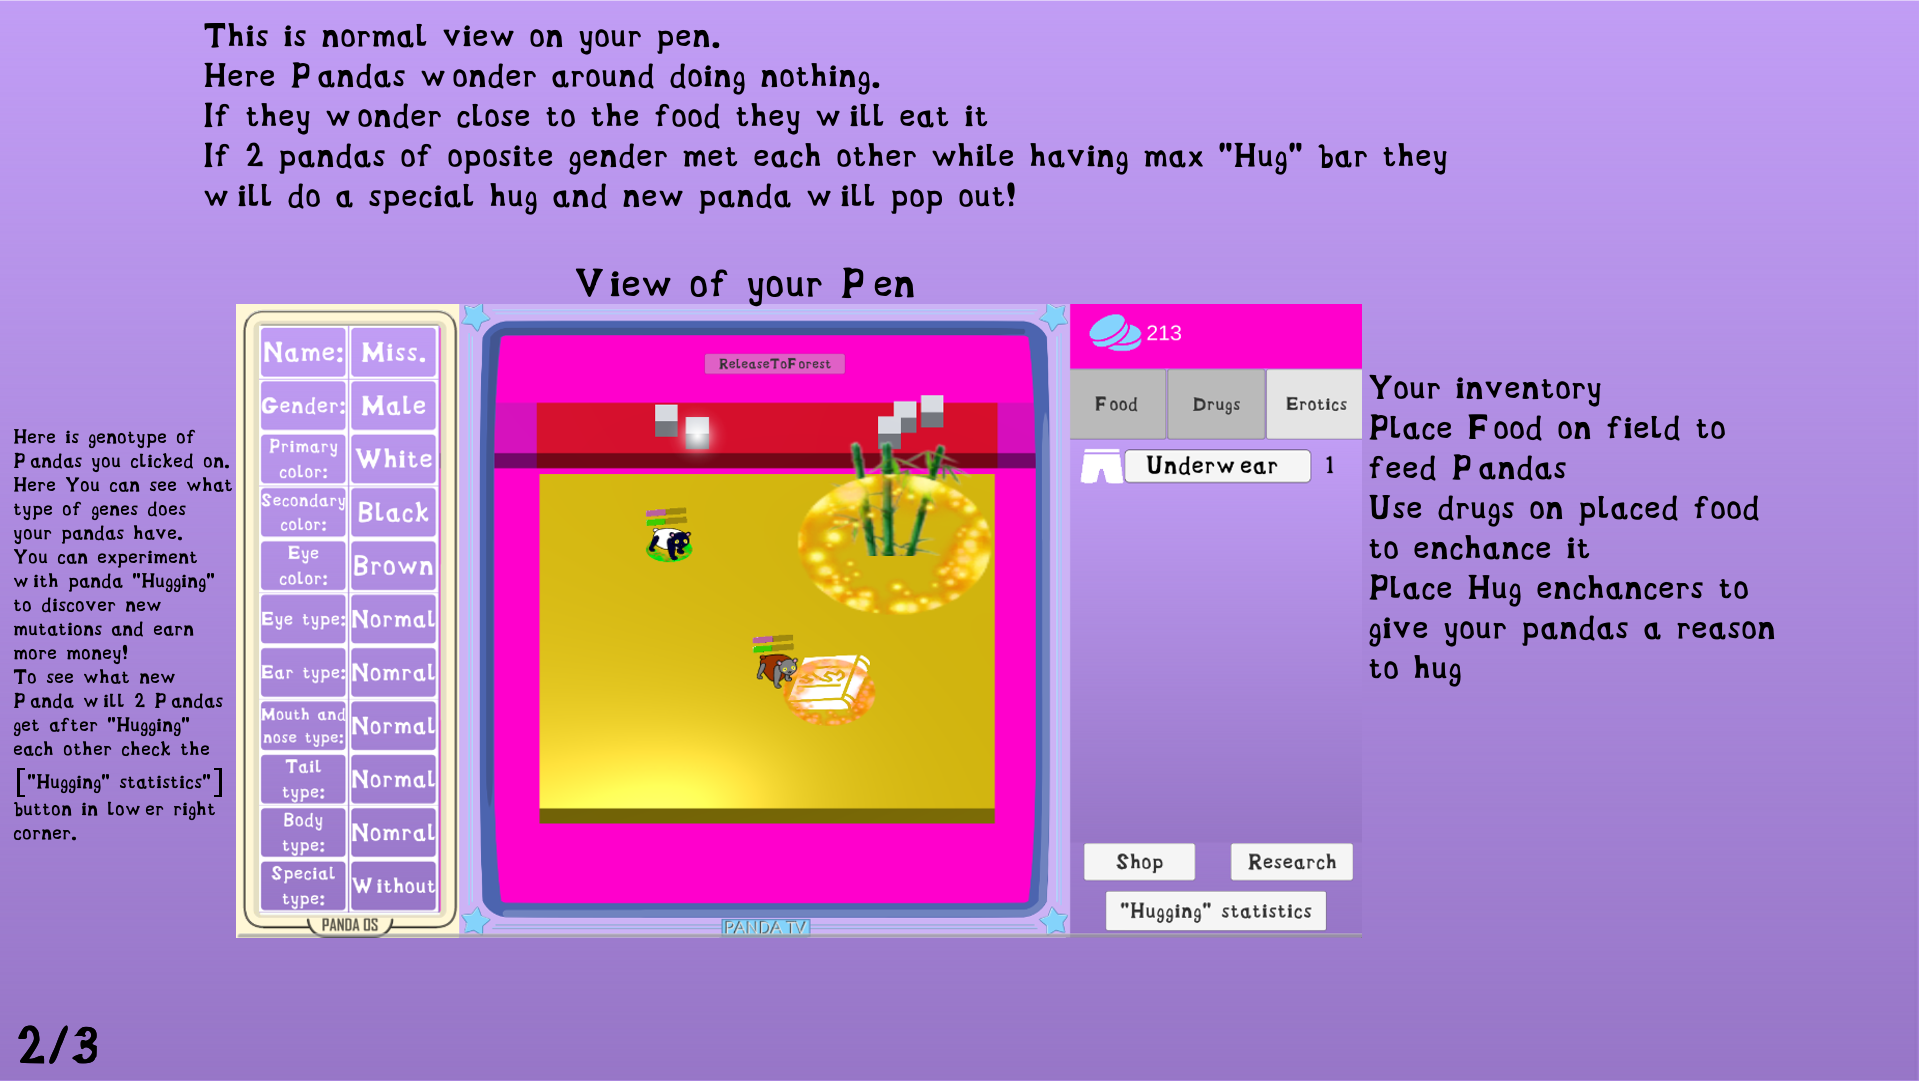 This is normal view on your pen.
Here Pandas wonder around doing nothing.
If they wonder close to the food they will eat it
If 2 pandas of oposite gender met each other while having max "Hug" bar they
will do a special hug and new panda will pop out!
View of your Pen
Here is genotype of
Pandas you clicked on.
Here You can see what
type of genes does
your pandas have.
You can experiment
with panda "Hugging"
to discover new
mutations and earn
more money!
To see what new
Panda will 2 Pandas
get after "Hugging"
each other check the
["Hugging" statistics"]
button in lower right
corner.
Name: Miss.
Gender: Male
Primary
color: White
Secondary
color: Black
Eye
color: Brown
Eye type: Normal
Ear type: Nomral
Mouth and
nose type: Normal
Tail
type: Normal
Body
type: Nomral
Special
type: Without
PANDA OS
ReleaseToForest
PANDA TV
213
Food Drugs Erotics
Underwear 1
Shop Research
"Hugging" statistics
Your inventory
Place Food on field to
feed Pandas
Use drugs on placed food
to enchance it
Place Hug enchancers to
give your pandas a reason
to hug
2/3